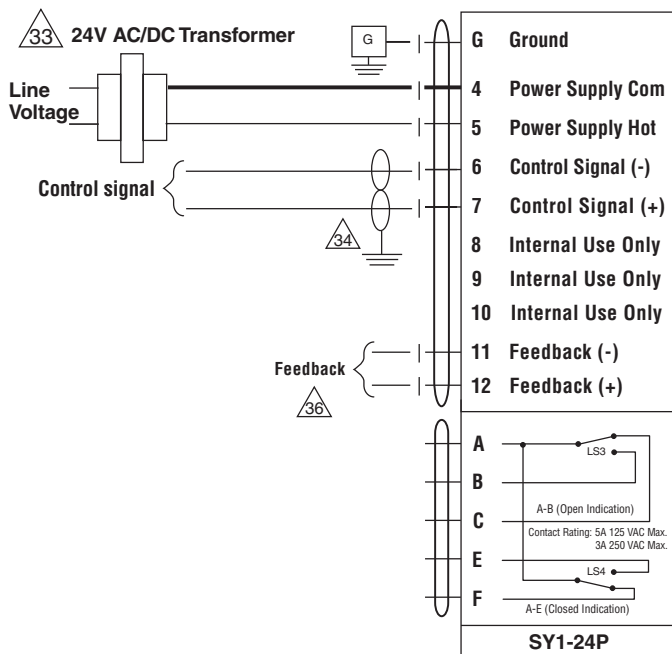 33 24V AC/DC Transformer
G
G Ground
Line
Voltage
4 Power Supply Com
5 Power Supply Hot
Control signal
6 Control Signal (-)
7 Control Signal (+)
34
8 Internal Use Only
9 Internal Use Only
10 Internal Use Only
Feedback
36
11 Feedback (-)
12 Feedback (+)
A
LS3
B
A-B (Open Indication)
C
Contact Rating: 5A 125 VAC Max.
3A 250 VAC Max.
E
LS4
F
A-E (Closed Indication)
SY1-24P